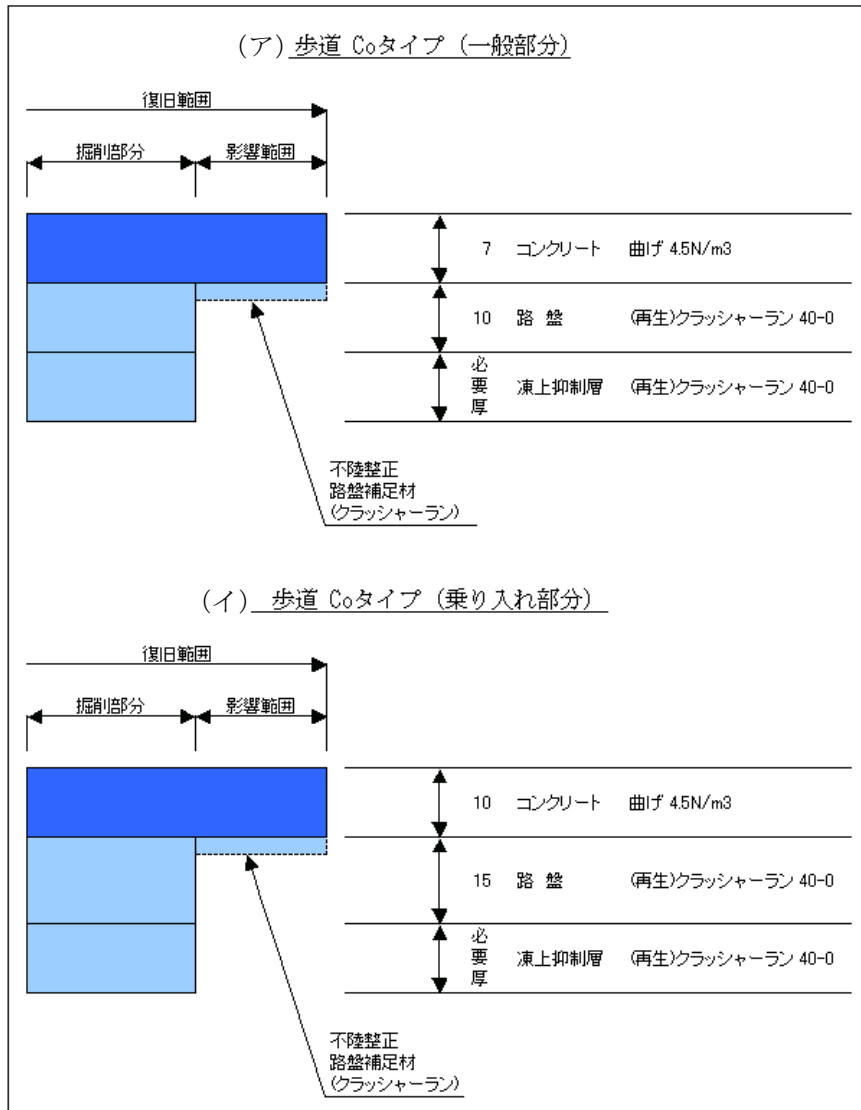 (ア) 歩道 Coタイプ (一般部分)
復旧範囲
掘削部分
影響範囲
7 コンクリート 曲げ 4.5N/m3
10 路 盤 (再生)クラッシャーラン 40-0
必要厚 凍上抑制層 (再生)クラッシャーラン 40-0
不陸整正
路盤補足材
(クラッシャーラン)
(イ) 歩道 Coタイプ (乗り入れ部分)
復旧範囲
掘削部分
影響範囲
10 コンクリート 曲げ 4.5N/m3
15 路 盤 (再生)クラッシャーラン 40-0
必要厚 凍上抑制層 (再生)クラッシャーラン 40-0
不陸整正
路盤補足材
(クラッシャーラン)